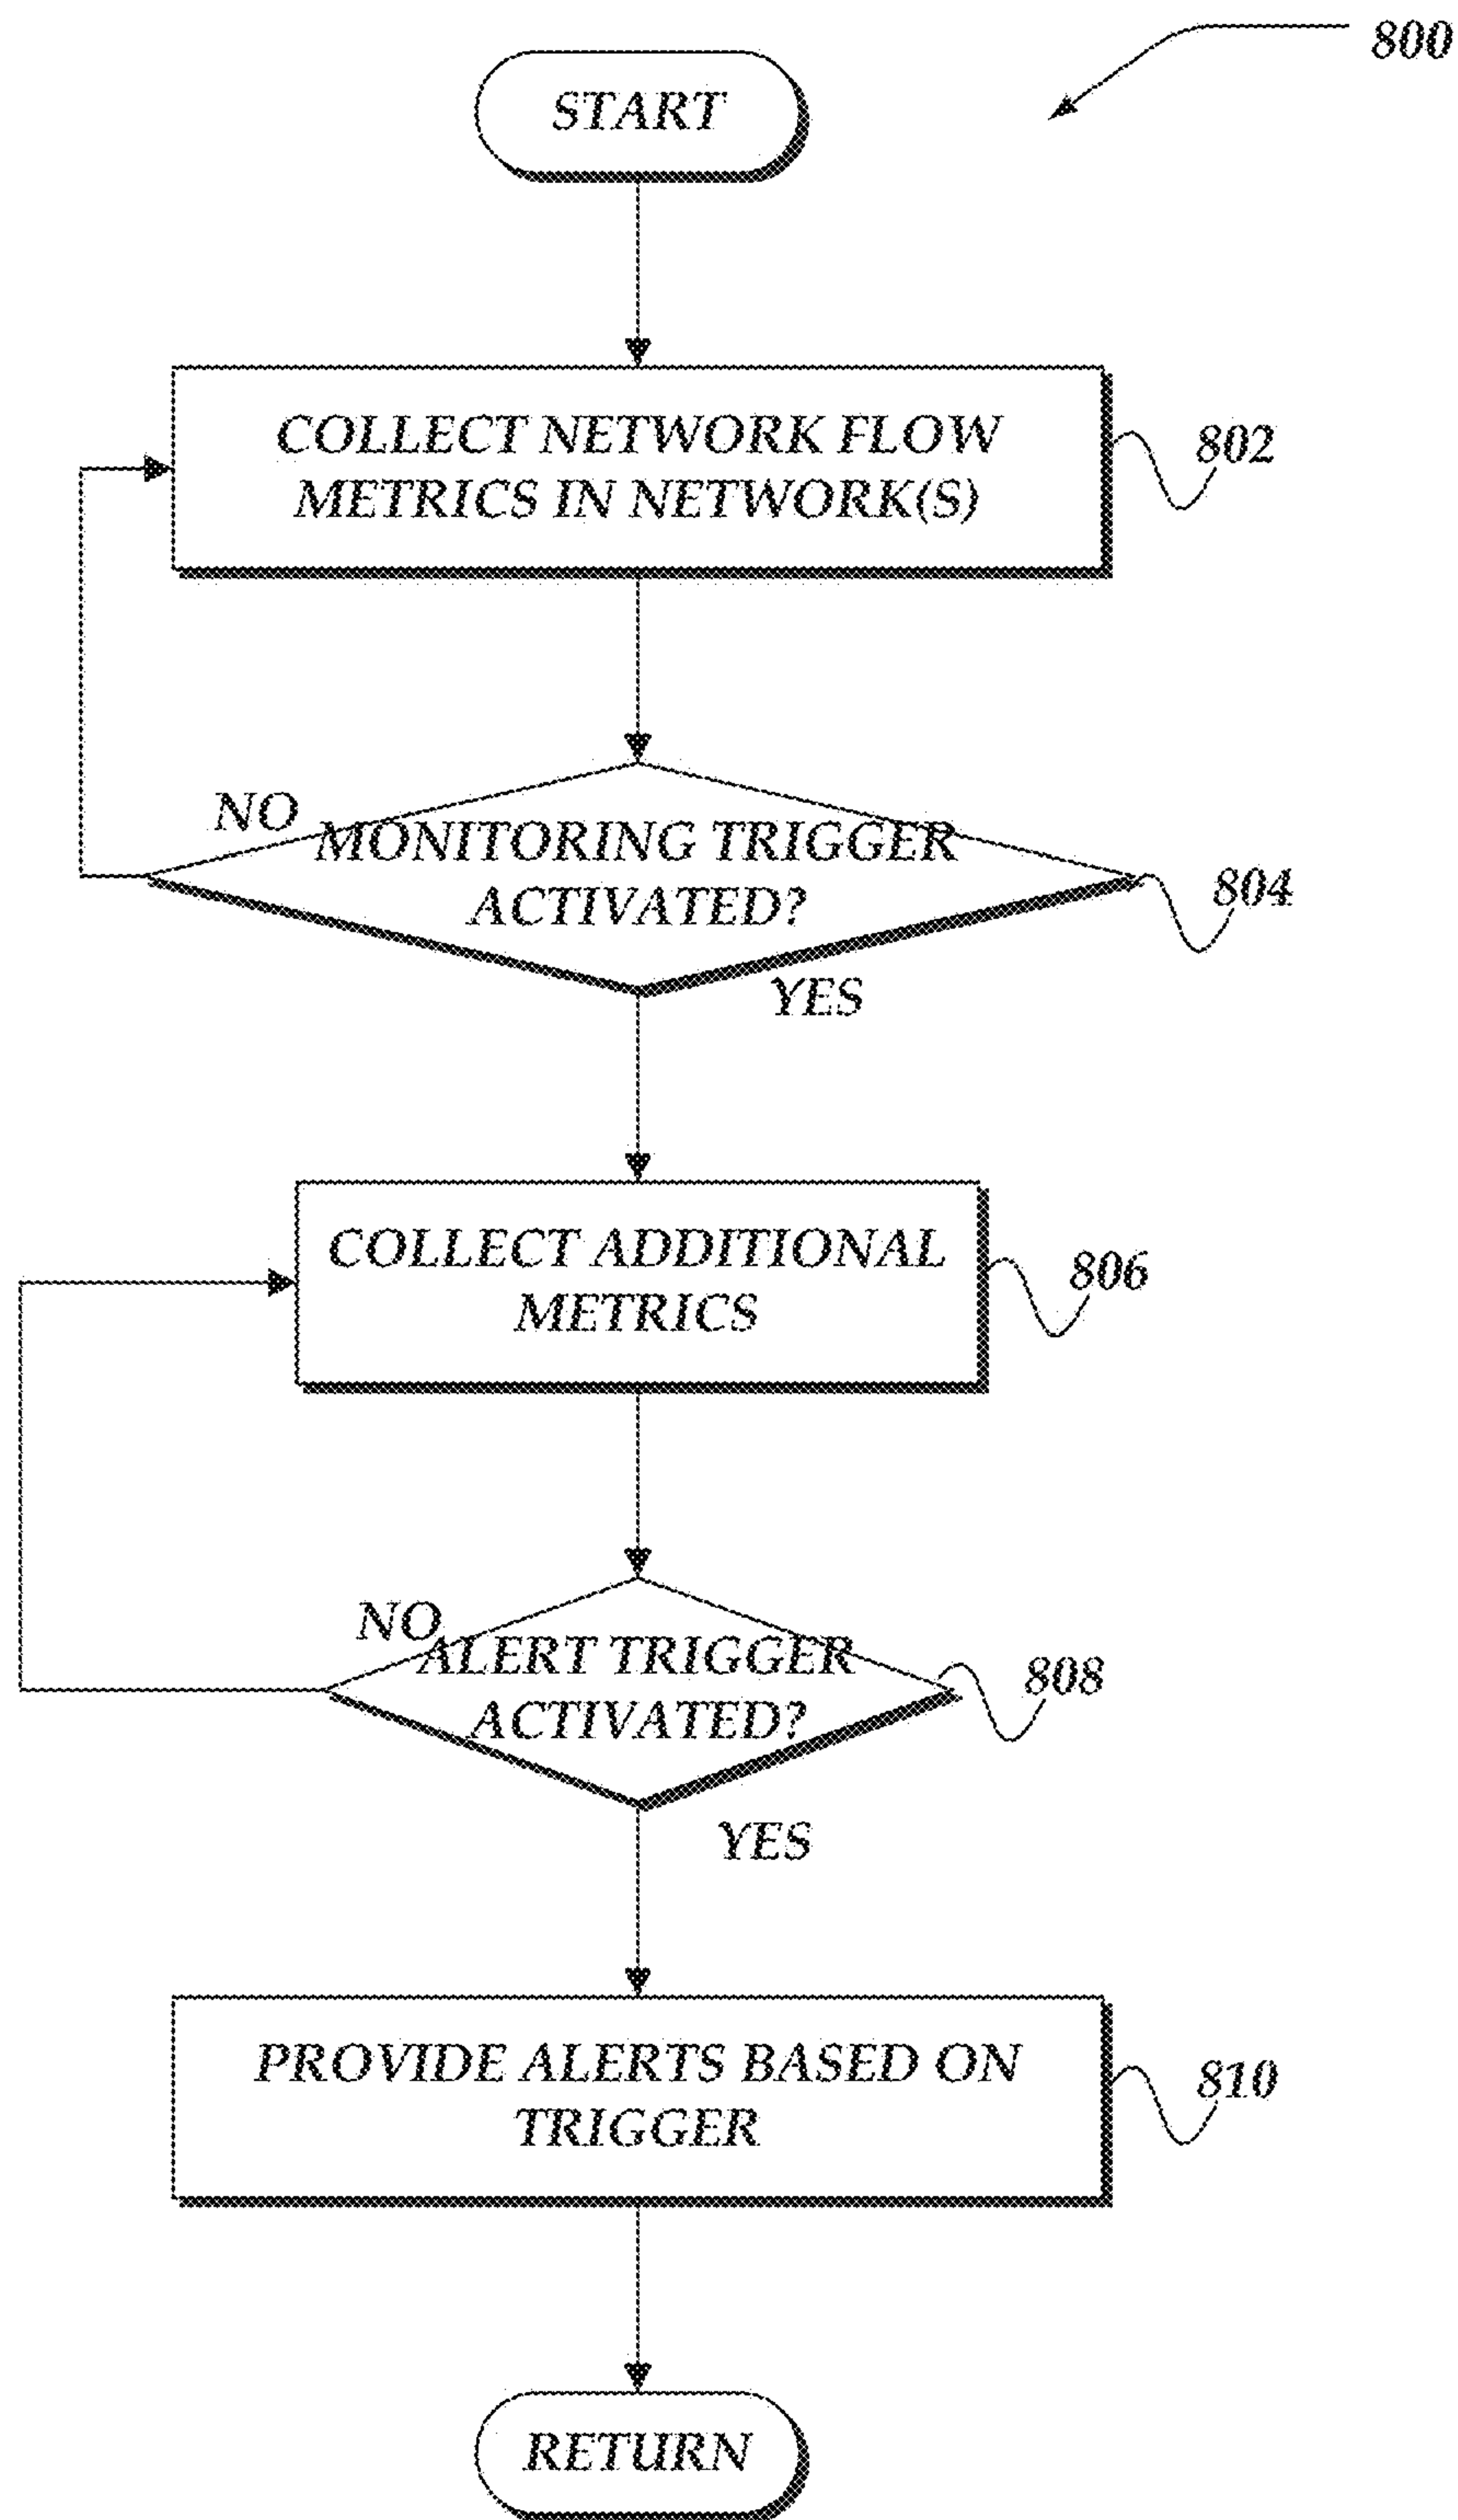 800
START
COLLECT NETWORK FLOW
METRICS IN NETWORK(S)
802
NO
MONITORING TRIGGER
ACTIVATED?
804
YES
COLLECT ADDITIONAL
METRICS
806
NO
ALERT TRIGGER
ACTIVATED?
808
YES
PROVIDE ALERTS BASED ON
TRIGGER
810
RETURN